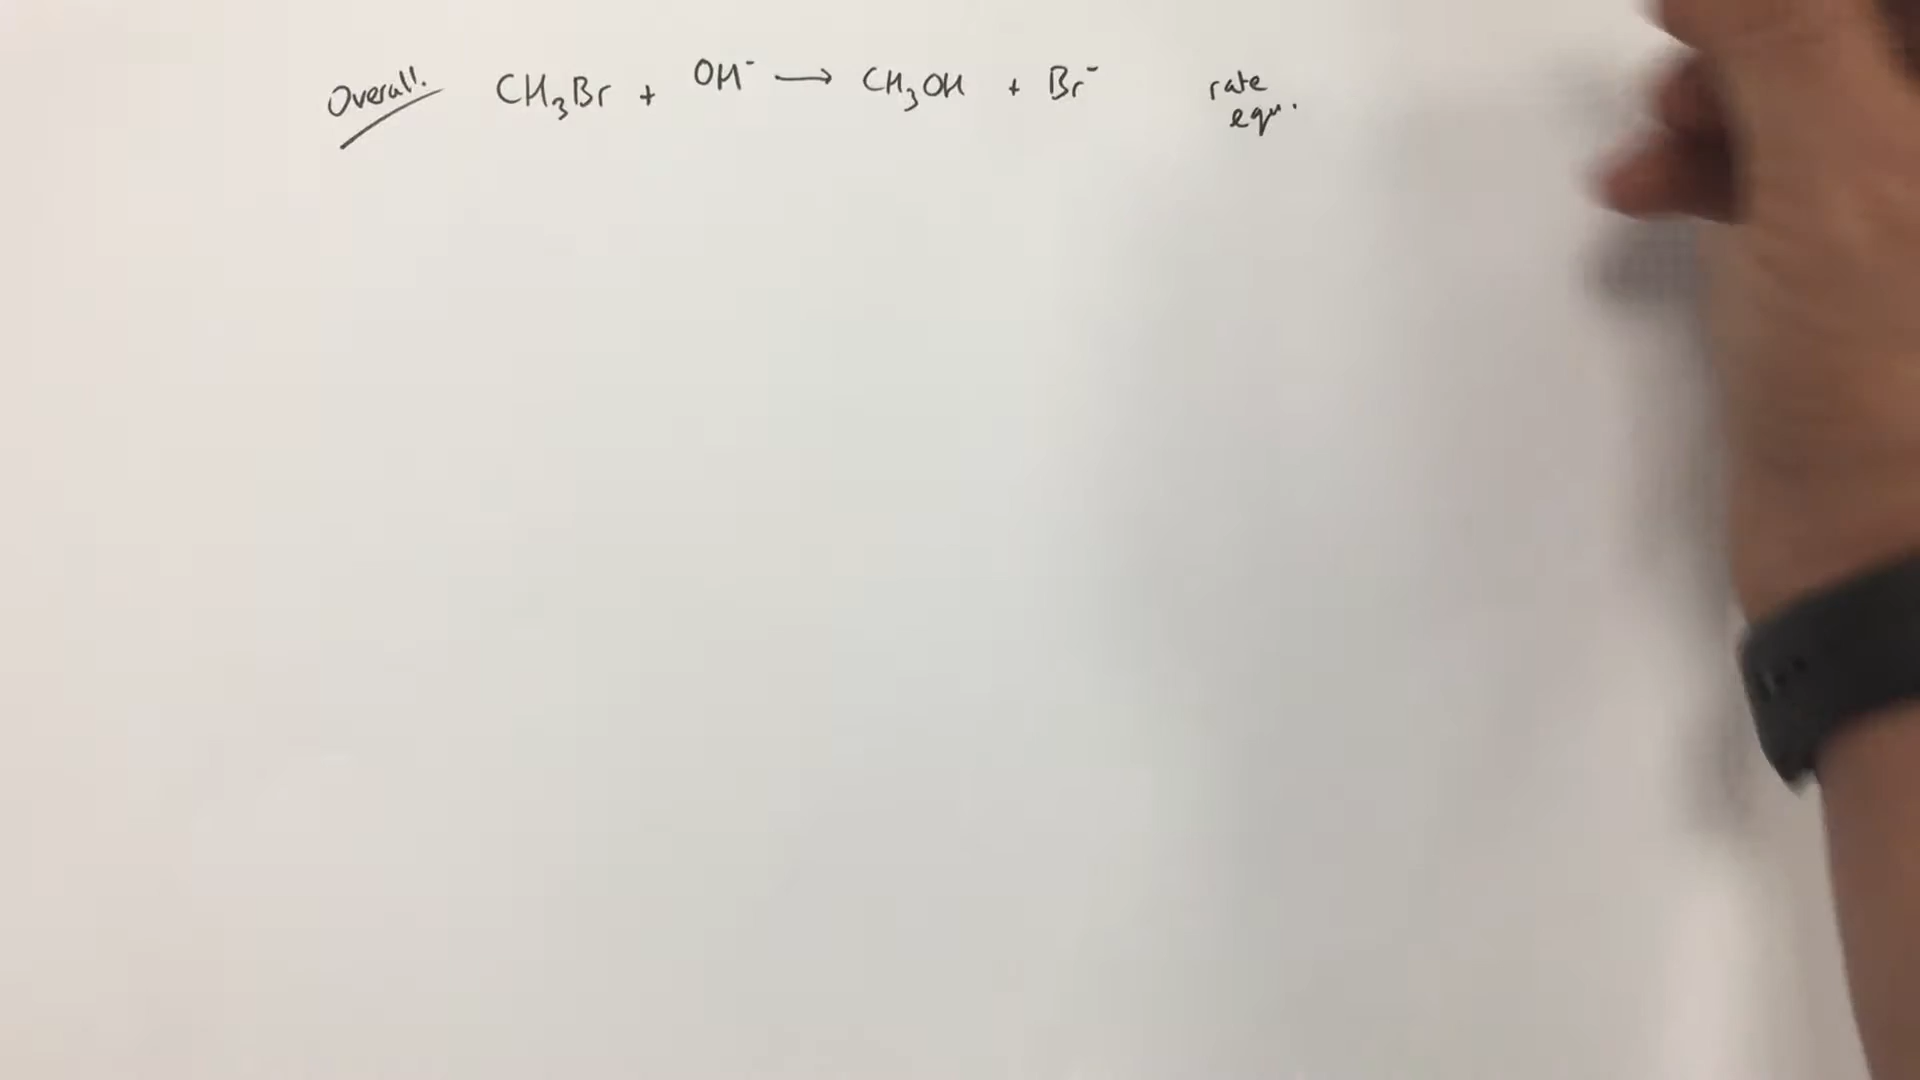 Overall. CH₃Br + OH⁻ ⟶ CH₃OH + Br⁻ rate
eqn.